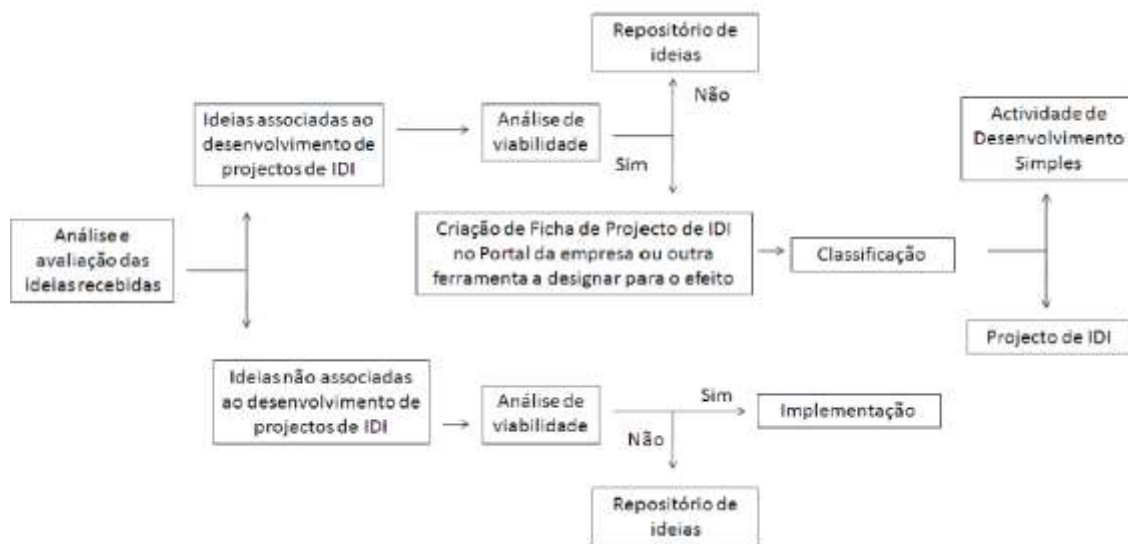 Repositório de
ideias
Não
Ideias associadas ao
desenvolvimento de
projectos de IDI
Análise de
viabilidade
Sim
Actividade de
Desenvolvimento
Simples
Análise e
avaliação das
ideias recebidas
Criação de Ficha de Projecto de IDI
no Portal da empresa ou outra
ferramenta a designar para o efeito
Classificação
Projecto de IDI
Ideias não associadas
ao desenvolvimento de
projectos de IDI
Análise de
viabilidade
Sim
Não
Implementação
Repositório de
ideias